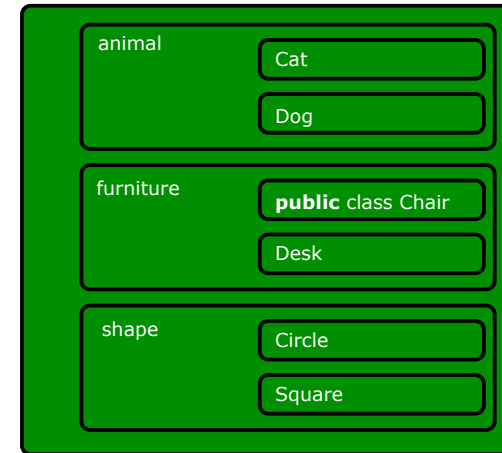 animal
Cat
Dog
furniture
public class Chair
Desk
shape
Circle
Square